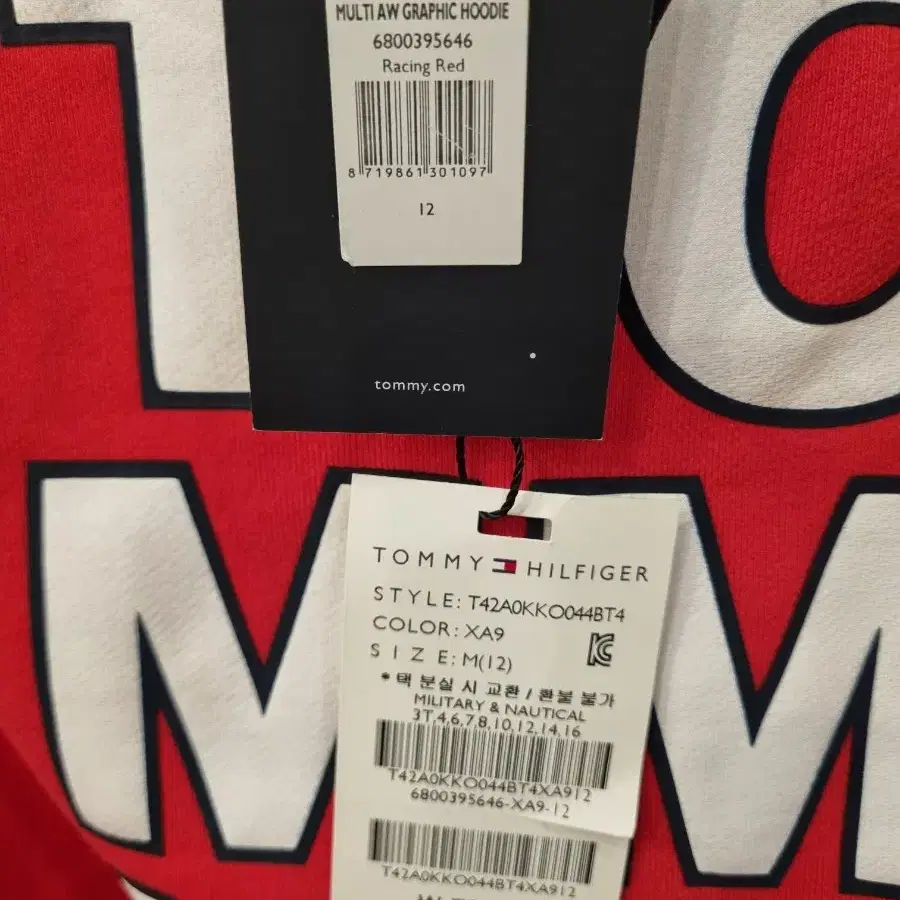 MULTI AW GRAPHIC HOODIE
6800395646
Racing Red
8 719861 301097
12
tommy.com
TOMMY HILFIGER
STYLE: T42A0KKO044BT4
COLOR: XA9
SIZE: M(12)
* 택 분실 시 교환 / 환불 불가
MILITARY & NAUTICAL
3T,4,6,7,8,10,12,14,16
T42A0KKO044BT4XA912
6800395646-XA9-12
T42A0KKO044BT4XA912
TO
MM